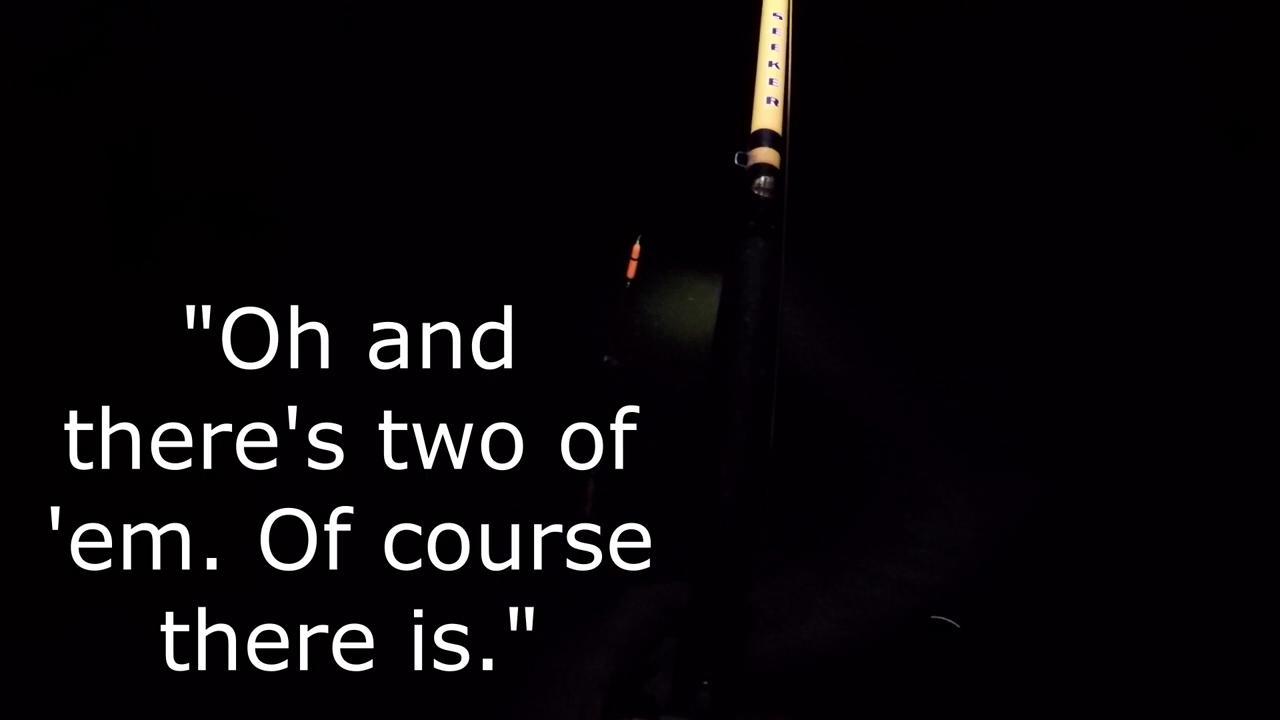 SEEKER
"Oh and
there's two of
'em. Of course
there is."